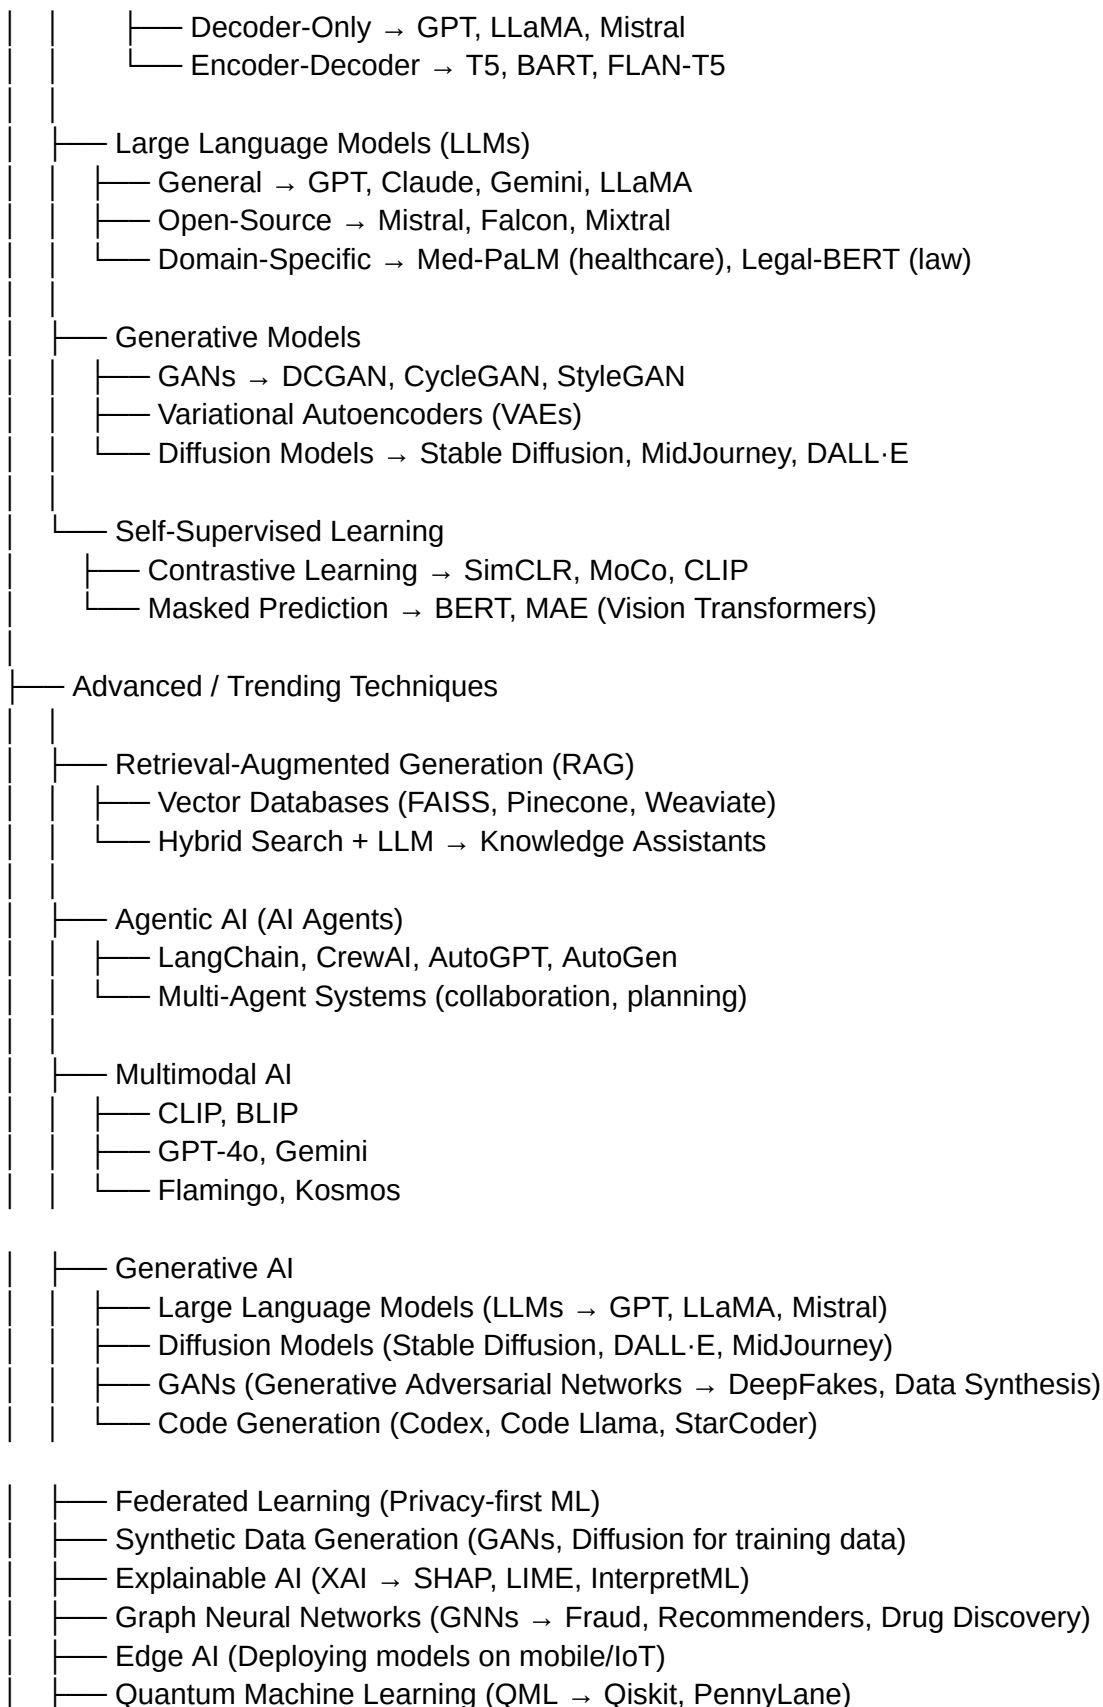 │ │ ├── Decoder-Only → GPT, LLaMA, Mistral
│ │ └── Encoder-Decoder → T5, BART, FLAN-T5
│ │
│ ├── Large Language Models (LLMs)
│ │ ├── General → GPT, Claude, Gemini, LLaMA
│ │ ├── Open-Source → Mistral, Falcon, Mixtral
│ │ └── Domain-Specific → Med-PaLM (healthcare), Legal-BERT (law)
│ │
│ ├── Generative Models
│ │ ├── GANs → DCGAN, CycleGAN, StyleGAN
│ │ ├── Variational Autoencoders (VAEs)
│ │ └── Diffusion Models → Stable Diffusion, MidJourney, DALL·E
│ │
│ └── Self-Supervised Learning
│ ├── Contrastive Learning → SimCLR, MoCo, CLIP
│ └── Masked Prediction → BERT, MAE (Vision Transformers)
│
├── Advanced / Trending Techniques
│ │
│ ├── Retrieval-Augmented Generation (RAG)
│ │ ├── Vector Databases (FAISS, Pinecone, Weaviate)
│ │ └── Hybrid Search + LLM → Knowledge Assistants
│ │
│ ├── Agentic AI (AI Agents)
│ │ ├── LangChain, CrewAI, AutoGPT, AutoGen
│ │ └── Multi-Agent Systems (collaboration, planning)
│ │
│ ├── Multimodal AI
│ │ ├── CLIP, BLIP
│ │ ├── GPT-4o, Gemini
│ │ └── Flamingo, Kosmos

│ ├── Generative AI
│ │ ├── Large Language Models (LLMs → GPT, LLaMA, Mistral)
│ │ ├── Diffusion Models (Stable Diffusion, DALL·E, MidJourney)
│ │ ├── GANs (Generative Adversarial Networks → DeepFakes, Data Synthesis)
│ │ └── Code Generation (Codex, Code Llama, StarCoder)

│ ├── Federated Learning (Privacy-first ML)
│ ├── Synthetic Data Generation (GANs, Diffusion for training data)
│ ├── Explainable AI (XAI → SHAP, LIME, InterpretML)
│ ├── Graph Neural Networks (GNNs → Fraud, Recommenders, Drug Discovery)
│ ├── Edge AI (Deploying models on mobile/IoT)
│ ├── Quantum Machine Learning (QML → Qiskit, PennyLane)